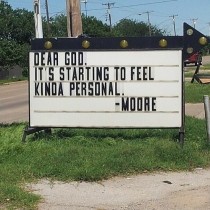 DEAR GOD.
IT'S STARTING TO FEEL
KINDA PERSONAL.
-MOORE